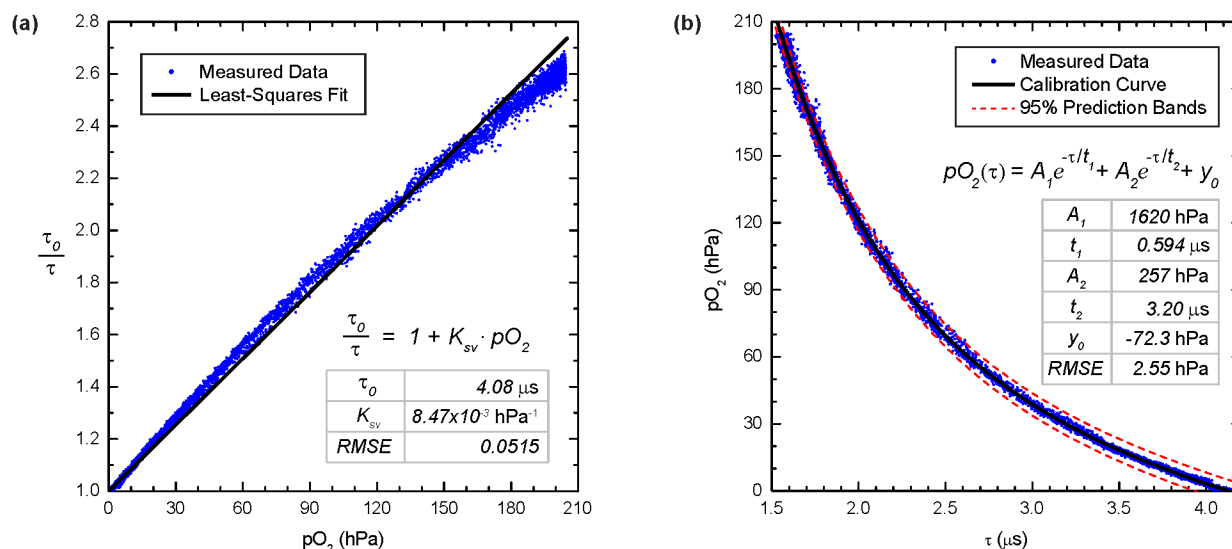 (a)
2.8
2.6
2.4
2.2
2.0
1.8
1.6
1.4
1.2
1.0
τ₀
τ
Measured Data
Least-Squares Fit
τ₀/τ = 1 + Kₛᵥ· pO₂
τ₀ 4.08 μs
Kₛᵥ 8.47x10⁻³ hPa⁻¹
RMSE 0.0515
0 30 60 90 120 150 180 210
pO₂ (hPa)
(b)
210
180
150
120
90
60
30
0
pO₂ (hPa)
Measured Data
Calibration Curve
95% Prediction Bands
pO₂(τ) = A₁e^-τ/t₁ + A₂e^-τ/t₂ + y₀
A₁ 1620 hPa
t₁ 0.594 μs
A₂ 257 hPa
t₂ 3.20 μs
y₀ -72.3 hPa
RMSE 2.55 hPa
1.5 2.0 2.5 3.0 3.5 4.0
τ (μs)